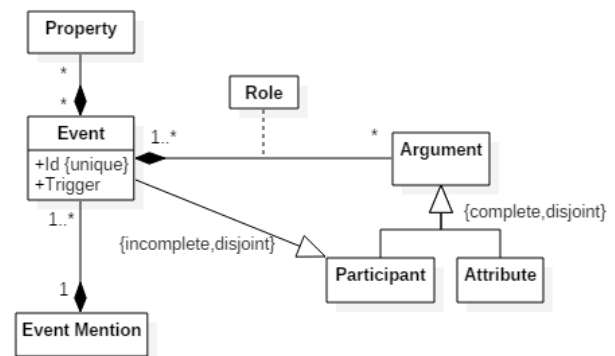 Property
*
*
Role
Event
1..*
*
Argument
+Id {unique}
+Trigger
1..*
{complete,disjoint}
{incomplete,disjoint}
Participant
Attribute
1
Event Mention